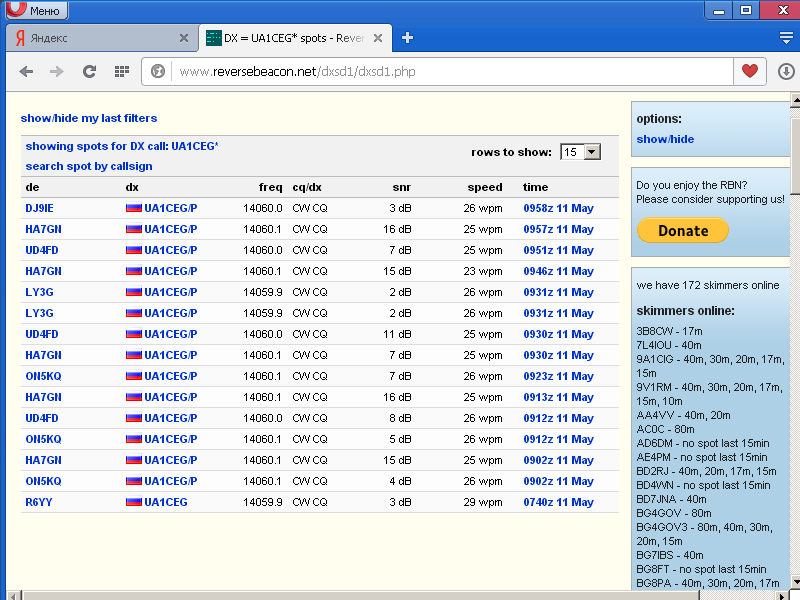 Меню
Яндекс
DX = UA1CEG* spots - Rever
www.reversebeacon.net/dxsd1/dxsd1.php
show/hide my last filters
showing spots for DX call: UA1CEG*
search spot by callsign
rows to show: 15
de dx freq cq/dx snr speed time
DJ9IE UA1CEG/P 14060.0 CW CQ 3 dB 26 wpm 0958z 11 May
HA7GN UA1CEG/P 14060.1 CW CQ 16 dB 25 wpm 0957z 11 May
UD4FD UA1CEG/P 14060.0 CW CQ 7 dB 25 wpm 0951z 11 May
HA7GN UA1CEG/P 14060.1 CW CQ 15 dB 23 wpm 0946z 11 May
LY3G UA1CEG/P 14059.9 CW CQ 2 dB 26 wpm 0931z 11 May
LY3G UA1CEG/P 14059.9 CW CQ 2 dB 26 wpm 0931z 11 May
UD4FD UA1CEG/P 14060.0 CW CQ 11 dB 25 wpm 0930z 11 May
HA7GN UA1CEG/P 14060.1 CW CQ 7 dB 25 wpm 0930z 11 May
ON5KQ UA1CEG/P 14060.1 CW CQ 7 dB 26 wpm 0923z 11 May
HA7GN UA1CEG/P 14060.1 CW CQ 16 dB 25 wpm 0913z 11 May
UD4FD UA1CEG/P 14060.0 CW CQ 8 dB 26 wpm 0912z 11 May
ON5KQ UA1CEG/P 14060.1 CW CQ 5 dB 26 wpm 0912z 11 May
HA7GN UA1CEG/P 14060.1 CW CQ 15 dB 25 wpm 0902z 11 May
ON5KQ UA1CEG/P 14060.1 CW CQ 4 dB 26 wpm 0902z 11 May
R6YY UA1CEG 14059.9 CW CQ 3 dB 29 wpm 0740z 11 May
options:
show/hide
Do you enjoy the RBN?
Please consider supporting us!
Donate
we have 172 skimmers online
skimmers online:
3B8CW - 17m
7L4IOU - 40m
9A1CIG - 40m, 30m, 20m, 17m,
15m
9V1RM - 40m, 30m, 20m, 17m,
15m, 10m
AA4VV - 40m, 20m
AC0C - 80m
AD6DM - no spot last 15min
AE4PM - no spot last 15min
BD2RJ - 40m, 20m, 17m, 15m
BD4WN - no spot last 15min
BD7JNA - 40m
BG4GOV - 80m
BG4GOV3 - 80m, 40m, 30m,
20m, 15m
BG7IBS - 40m
BG8FT - no spot last 15min
BG8PA - 40m, 30m, 20m, 17m